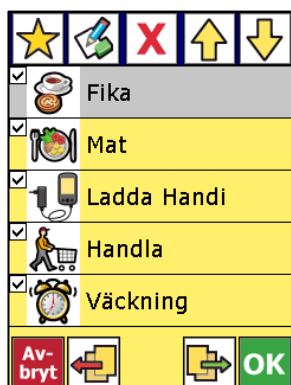 Fika
Mat
Ladda Handi
Handla
Väckning
Av-
bryt
OK